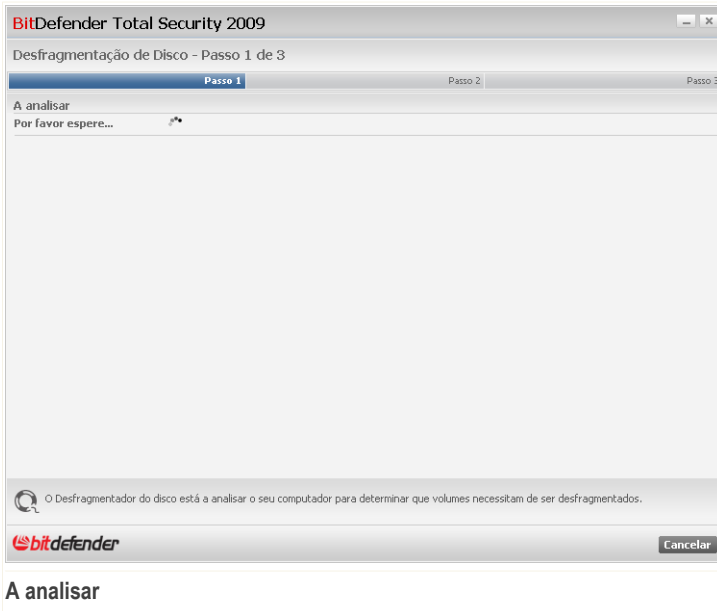 BitDefender Total Security 2009
Desfragmentação de Disco - Passo 1 de 3
Passo 1 Passo 2 Passo 3
A analisar
Por favor espere...
O Desfragmentador do disco está a analisar o seu computador para determinar que volumes necessitam de ser desfragmentados.
bitdefender
Cancelar
A analisar